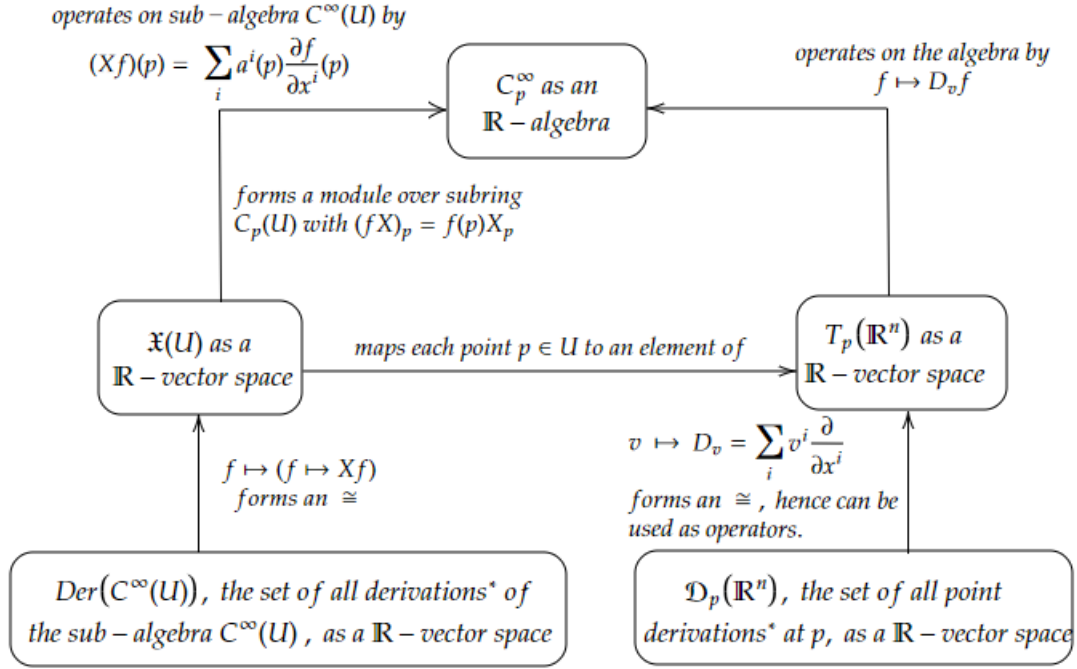 operates on sub − algebra C^∞(U) by
(Xf)(p) = ∑_i a^i(p) ∂f/∂x^i (p)
operates on the algebra by
f ↦ D_v f
C_p^∞ as an
ℝ − algebra
forms a module over subring
C_p(U) with (fX)_p = f(p)X_p
𝔛(U) as a
ℝ − vector space
maps each point p ∈ U to an element of
T_p(ℝ^n) as a
ℝ − vector space
f ↦ (f ↦ Xf)
forms an ≅
v ↦ D_v = ∑_i v^i ∂/∂x^i
forms an ≅ , hence can be
used as operators.
Der(C^∞(U)), the set of all derivations* of
the sub − algebra C^∞(U) , as a ℝ − vector space
𝔇_p(ℝ^n), the set of all point
derivations* at p, as a ℝ − vector space